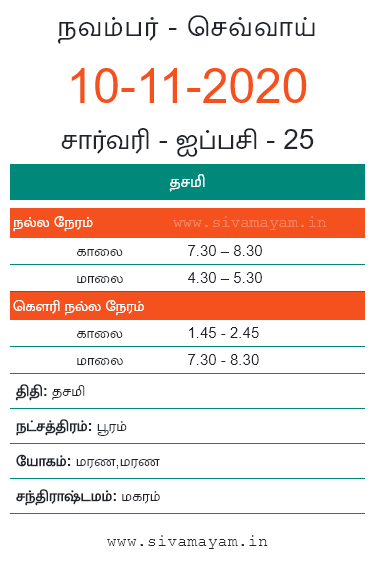 நவம்பர் - செவ்வாய்
10-11-2020
சார்வரி - ஐப்பசி - 25
தசமி
நல்ல நேரம் www.sivamayam.in
காலை 7.30 – 8.30
மாலை 4.30 – 5.30
கௌரி நல்ல நேரம்
காலை 1.45 - 2.45
மாலை 7.30 - 8.30
திதி: தசமி
நட்சத்திரம்: பூரம்
யோகம்: மரண,மரண
சந்திராஷ்டமம்: மகரம்
www.sivamayam.in